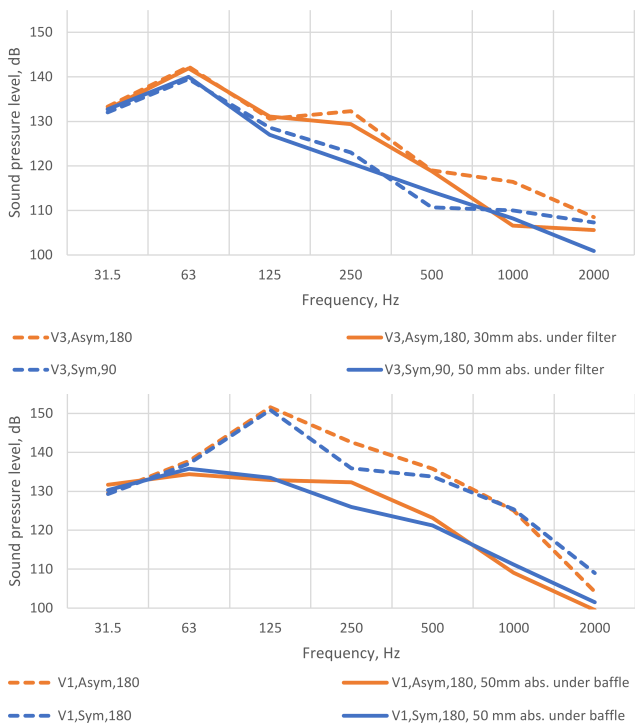 150
140
130
120
110
100
Sound pressure level, dB
31.5 63 125 250 500 1000 2000
Frequency, Hz
V3,Asym,180 V3,Asym,180, 30mm abs. under filter
V3,Sym,90 V3,Sym,90, 50 mm abs. under filter
150
140
130
120
110
100
Sound pressure level, dB
31.5 63 125 250 500 1000 2000
Frequency, Hz
V1,Asym,180 V1,Asym,180, 50mm abs. under baffle
V1,Sym,180 V1,Sym,180, 50 mm abs. under baffle